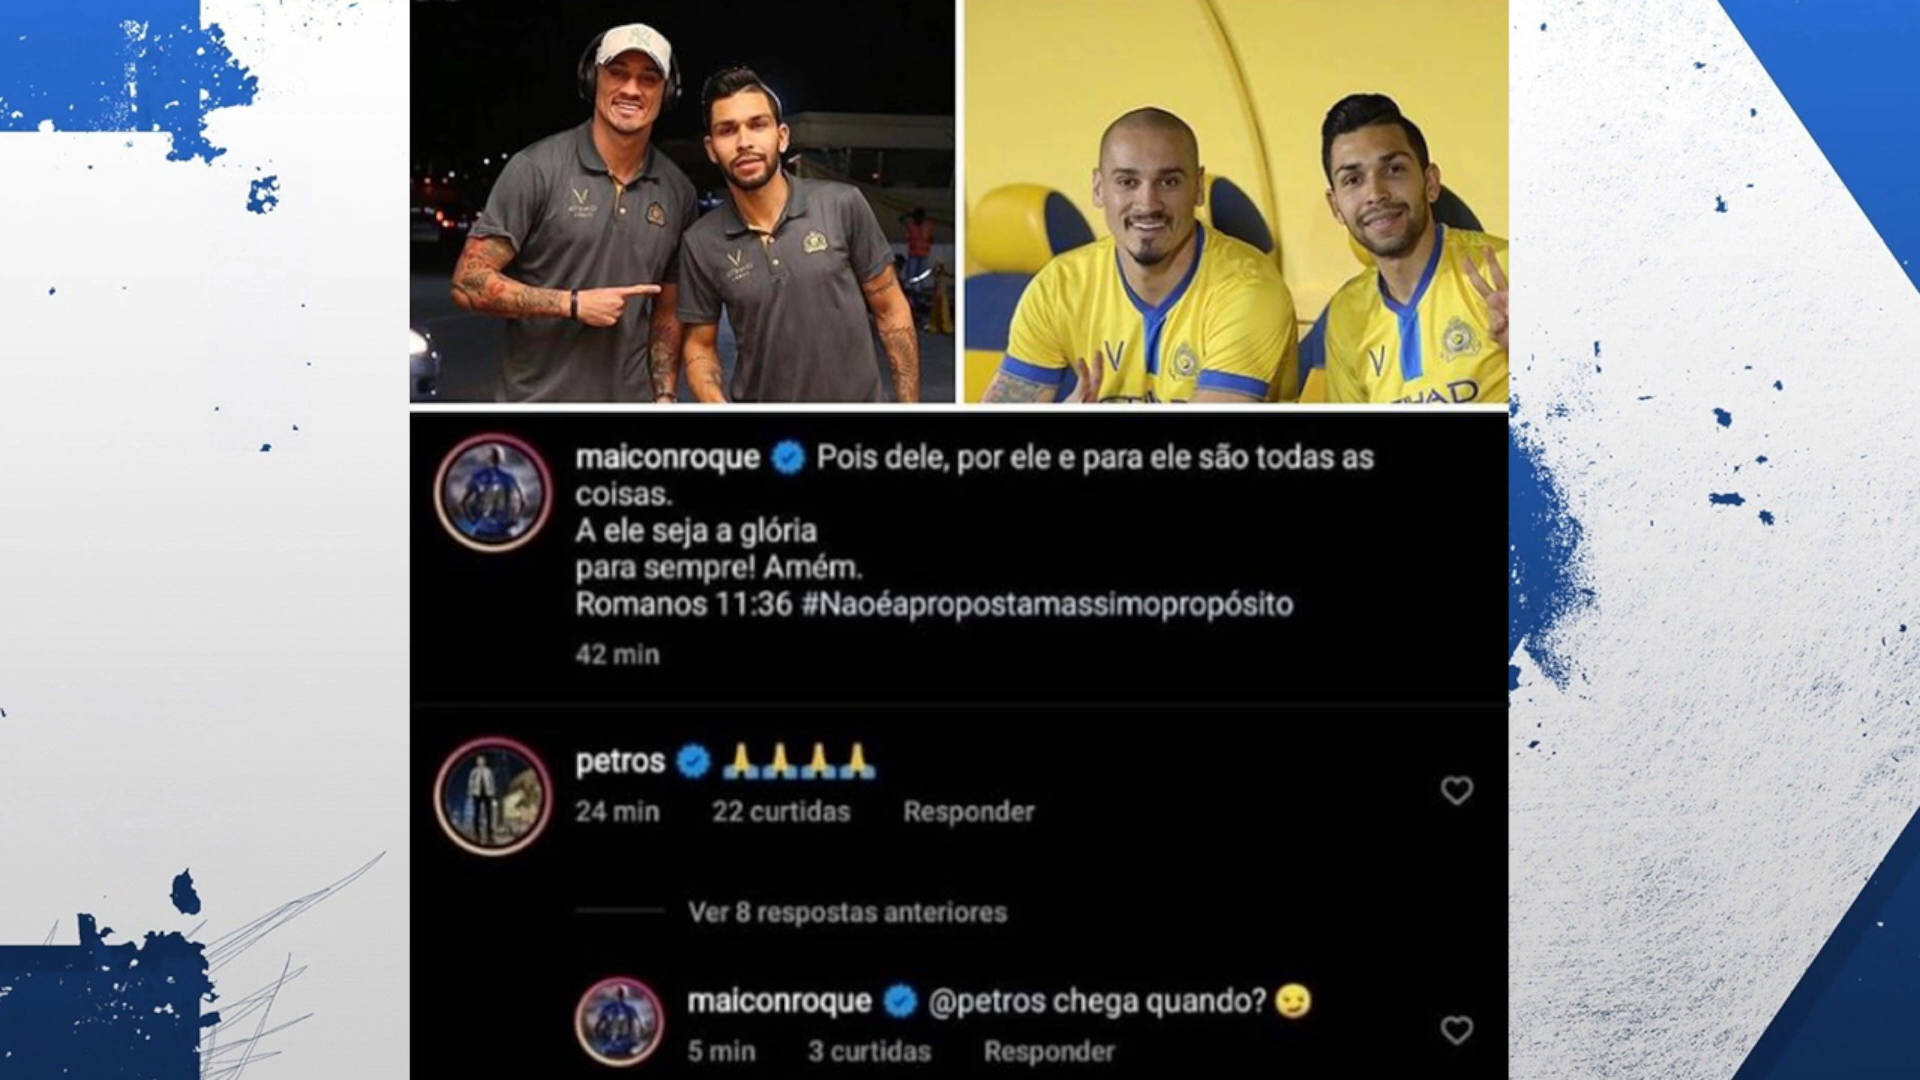 maiconroque Pois dele, por ele e para ele são todas as
coisas.
A ele seja a glória
para sempre! Amém.
Romanos 11:36 #Naoéapropostamassimopropósito
42 min
petros 🙏🙏🙏🙏
24 min 22 curtidas Responder
Ver 8 respostas anteriores
maiconroque @petros chega quando? 😏
5 min 3 curtidas Responder